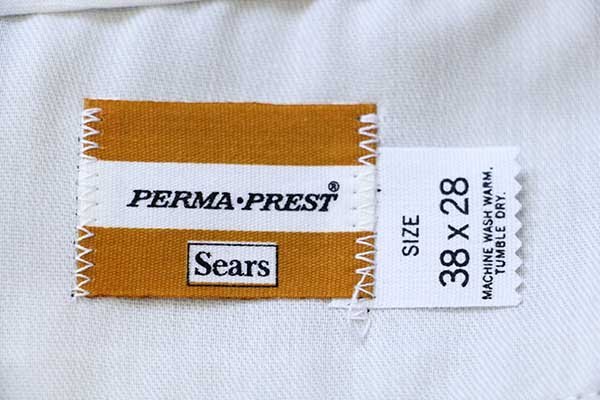 PERMA·PREST®
Sears
SIZE
38 x 28
MACHINE WASH WARM,
TUMBLE DRY.